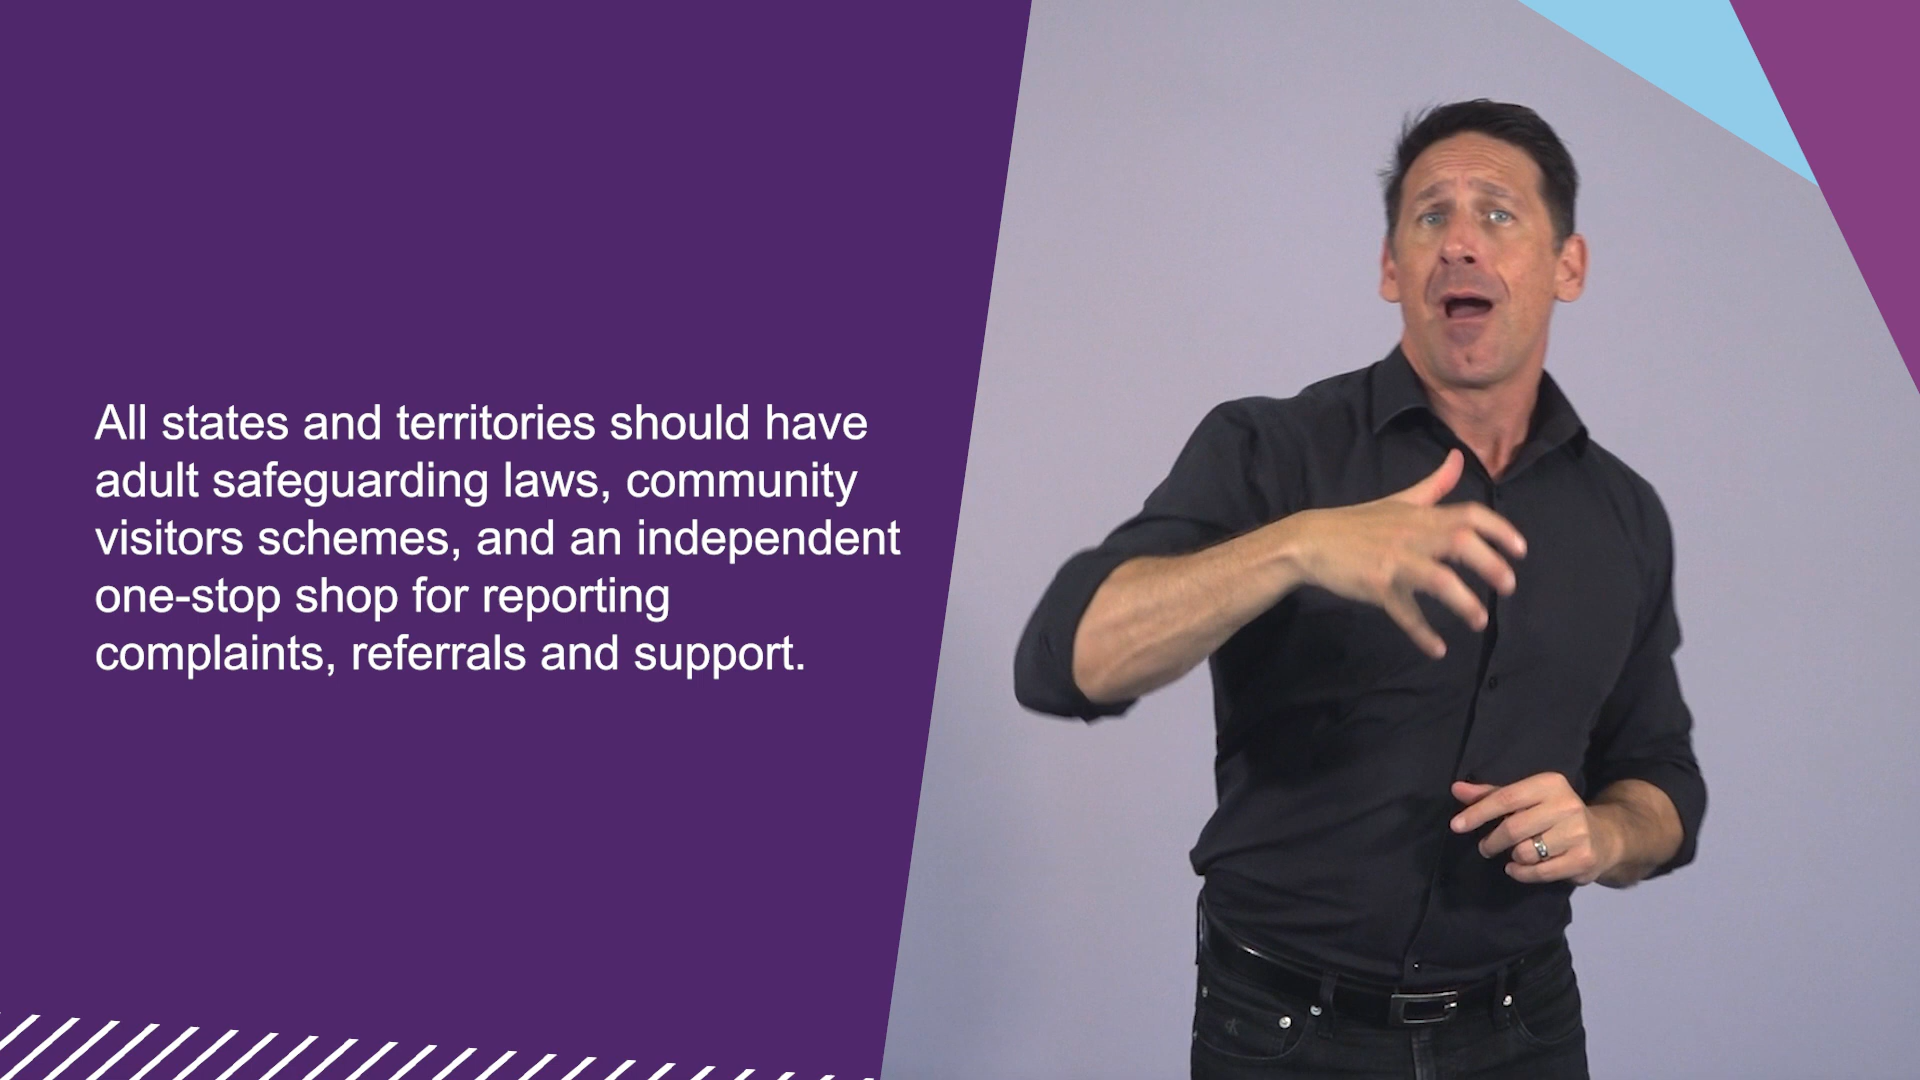 All states and territories should have
adult safeguarding laws, community
visitors schemes, and an independent
one-stop shop for reporting
complaints, referrals and support.